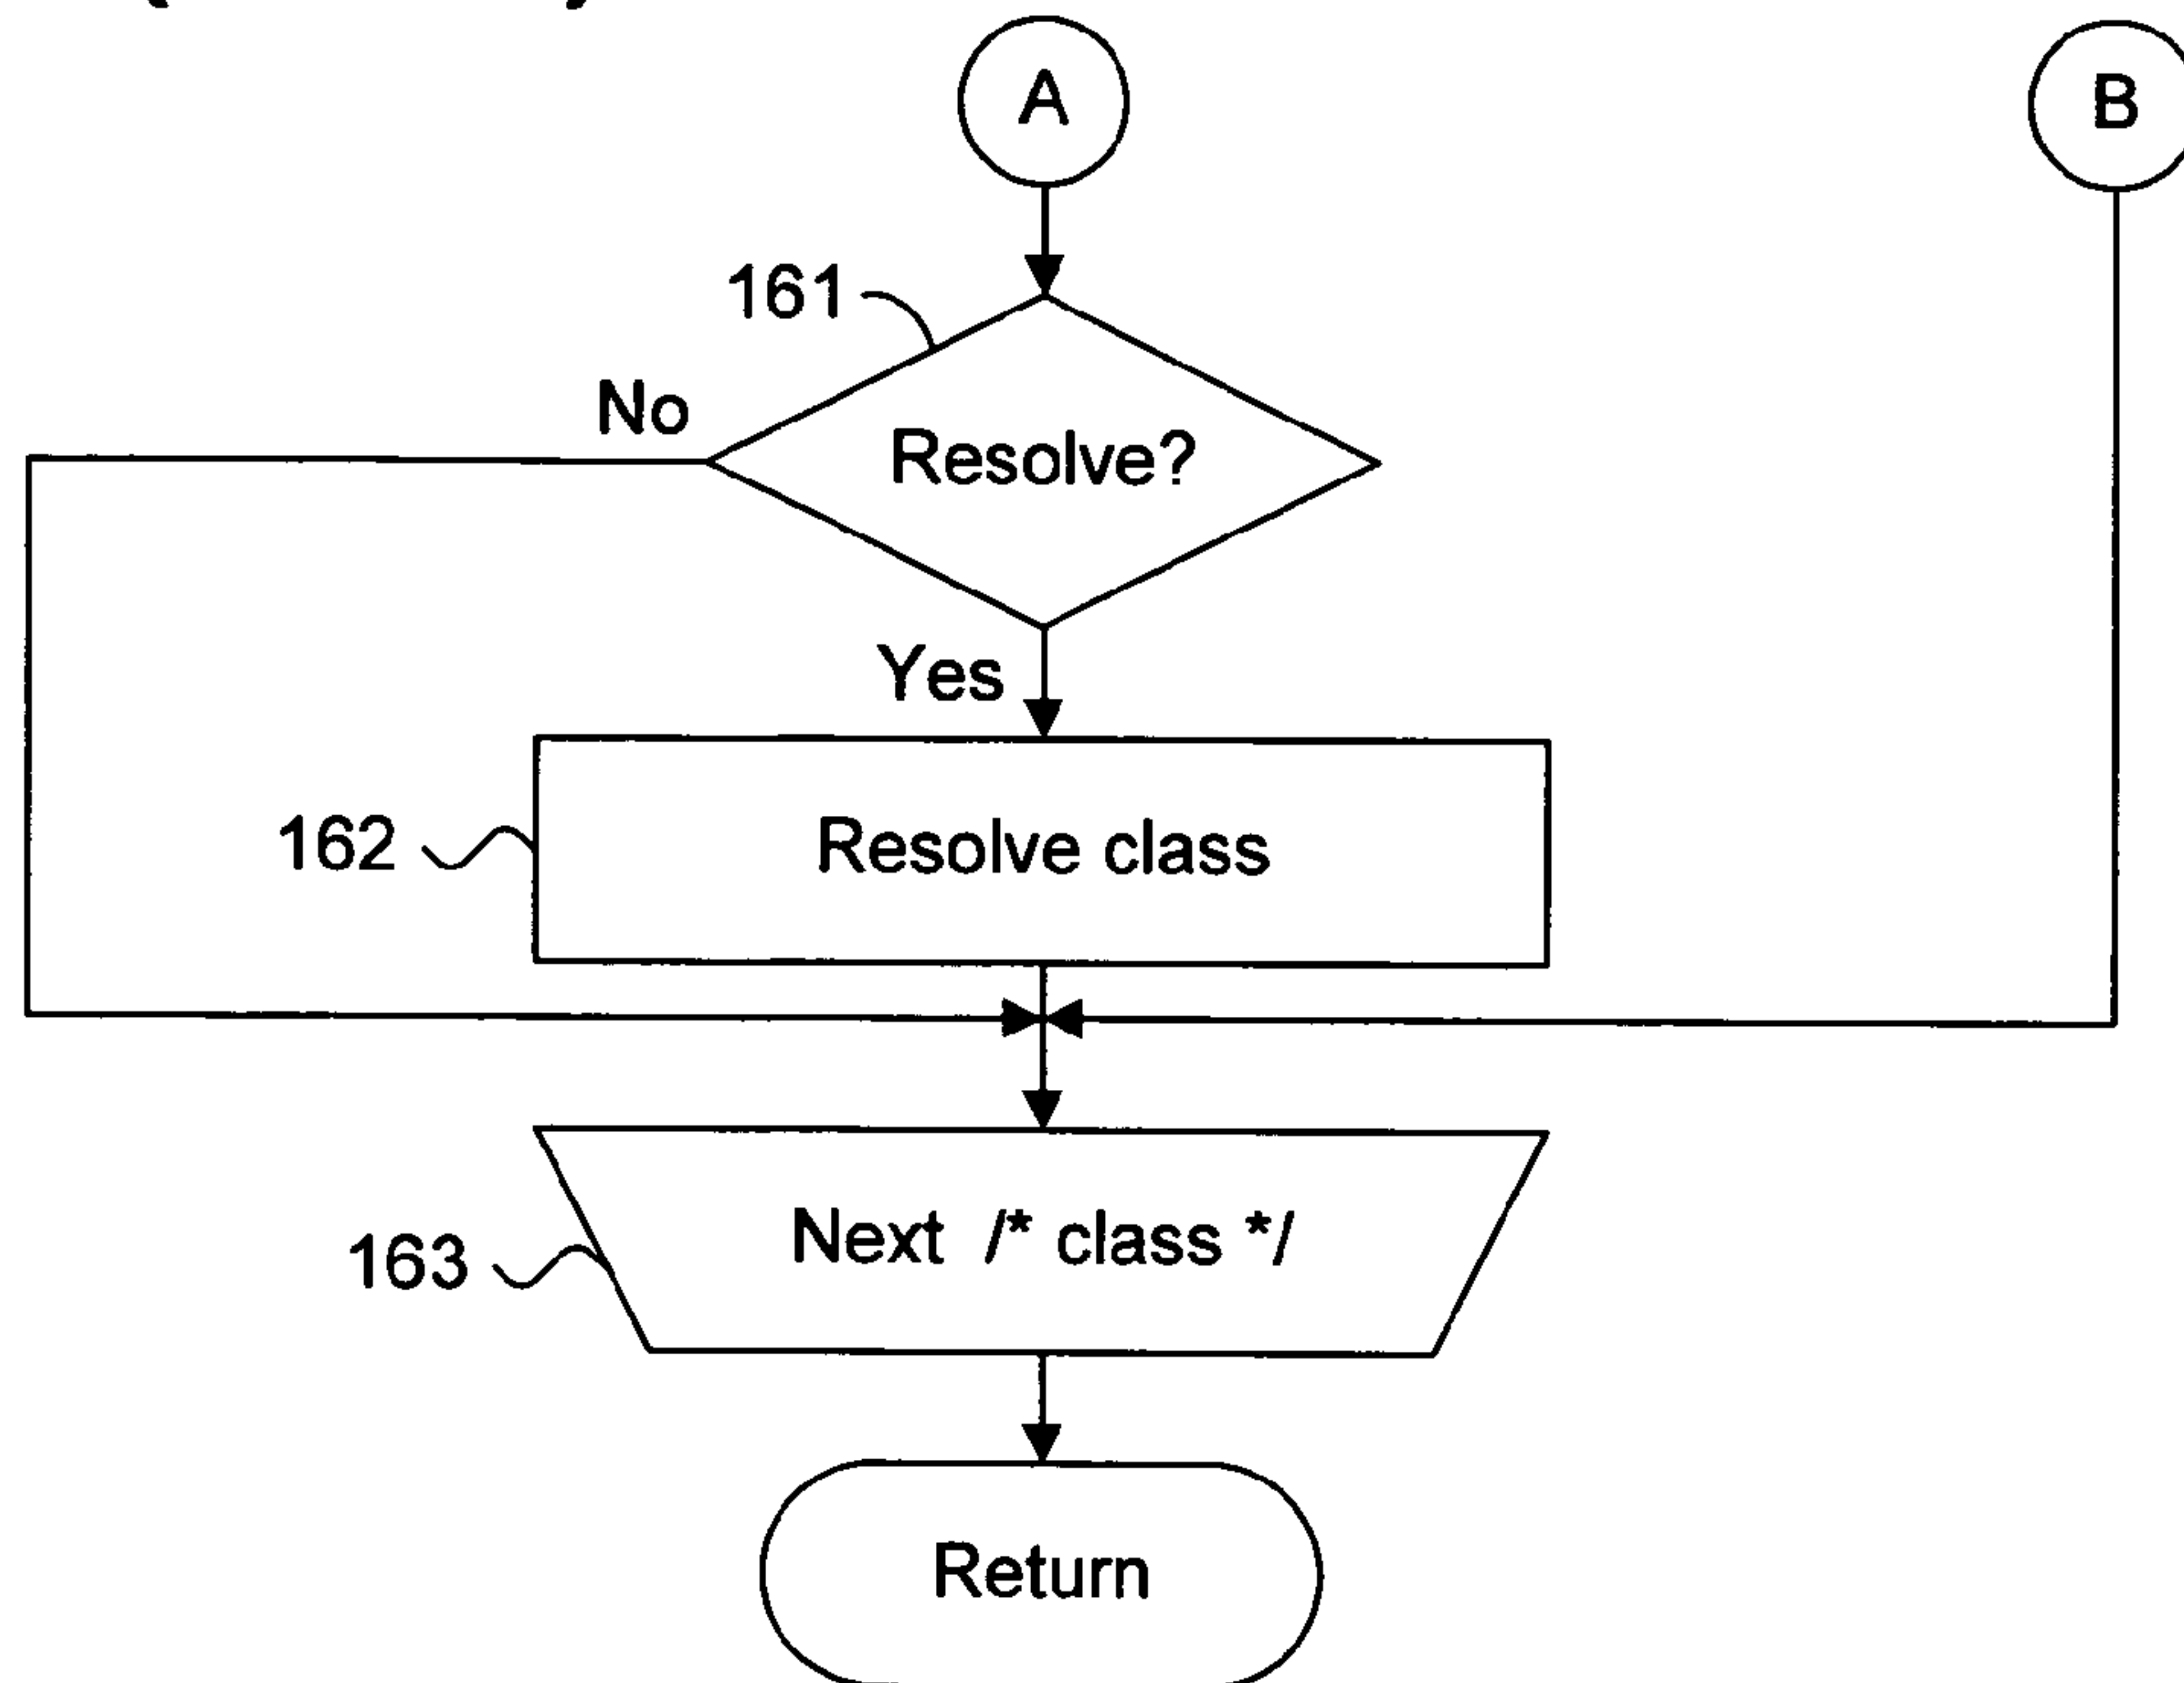 A
B
161
No
Resolve?
Yes
162
Resolve class
163
Next /* class */
Return